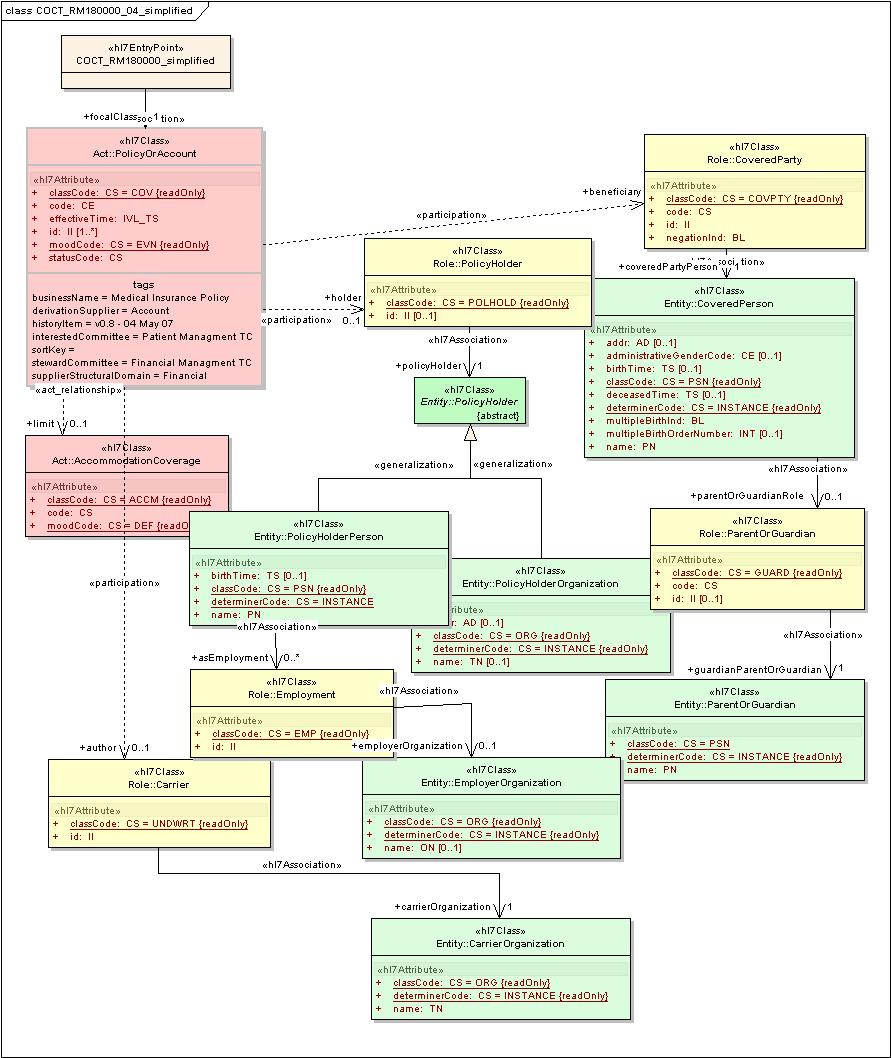 class COCT_RM180000_04_simplified
«hl7EntryPoint»
COCT_RM180000_simplified
+focalClass
1
tion»
«hl7Class»
Act::PolicyOrAccount
«hl7Attribute»
+ classCode: CS = COV {readOnly}
+ code: CE
+ effectiveTime: IVL_TS
+ id: II [1..*]
+ moodCode: CS = EVN {readOnly}
+ statusCode: CS
tags
businessName = Medical Insurance Policy
derivationSupplier = Account
historyItem = v0.8 - 04 May 07
interestedCommittee = Patient Managment TC
sortKey =
stewardCommittee = Financial Managment TC
supplierStructuralDomain = Financial
«participation»
+beneficiary
«hl7Class»
Role::CoveredParty
«hl7Attribute»
+ classCode: CS = COVPTY {readOnly}
+ code: CS
+ id: II
+ negationInd: BL
+coveredPartyPerson
1
tion»
«participation»
+holder
0..1
«hl7Class»
Role::PolicyHolder
«hl7Attribute»
+ classCode: CS = POLHOLD {readOnly}
+ id: II [0..1]
«hl7Class»
Entity::CoveredPerson
«hl7Attribute»
+ addr: AD [0..1]
+ administrativeGenderCode: CE [0..1]
+ birthTime: TS [0..1]
+ classCode: CS = PSN {readOnly}
+ deceasedTime: TS [0..1]
+ determinerCode: CS = INSTANCE {readOnly}
+ multipleBirthInd: BL
+ multipleBirthOrderNumber: INT [0..1]
+ name: PN
«hl7Association»
+policyHolder
1
«hl7Class»
Entity::PolicyHolder
{abstract}
«act_relationship»
+limit
0..1
«hl7Class»
Act::AccommodationCoverage
«hl7Attribute»
+ classCode: CS = ACCM {readOnly}
+ code: CS
+ moodCode: CS = DEF {readO
«generalization»
«generalization»
«hl7Association»
+parentOrGuardianRole
0..1
«hl7Class»
Entity::PolicyHolderPerson
«hl7Attribute»
+ birthTime: TS [0..1]
+ classCode: CS = PSN {readOnly}
+ determinerCode: CS = INSTANCE
+ name: PN
«hl7Class»
Role::ParentOrGuardian
«hl7Attribute»
+ classCode: CS = GUARD {readOnly}
+ code: CS
+ id: II [0..1]
«hl7Class»
Entity::PolicyHolderOrganization
ribute»
r: AD [0..1]
+ classCode: CS = ORG {readOnly}
+ determinerCode: CS = INSTANCE {readOnly}
+ name: TN [0..1]
«participation»
«hl7Association»
+asEmployment
0..*
«hl7Association»
+guardianParentOrGuardian
1
«hl7Class»
Role::Employment
«hl7Attribute»
+ classCode: CS = EMP {readOnly}
+ id: II
«hl7Association»
+employerOrganization
0..1
«hl7Class»
Entity::ParentOrGuardian
«hl7Attribute»
+ classCode: CS = PSN
+ determinerCode: CS = INSTANCE {readOnly}
name: PN
+author
0..1
«hl7Class»
Role::Carrier
«hl7Attribute»
+ classCode: CS = UNDWRT {readOnly}
+ id: II
«hl7Class»
Entity::EmployerOrganization
«hl7Attribute»
+ classCode: CS = ORG {readOnly}
+ determinerCode: CS = INSTANCE {readOnly}
+ name: ON [0..1]
«hl7Association»
+carrierOrganization
1
«hl7Class»
Entity::CarrierOrganization
«hl7Attribute»
+ classCode: CS = ORG {readOnly}
+ determinerCode: CS = INSTANCE {readOnly}
+ name: TN